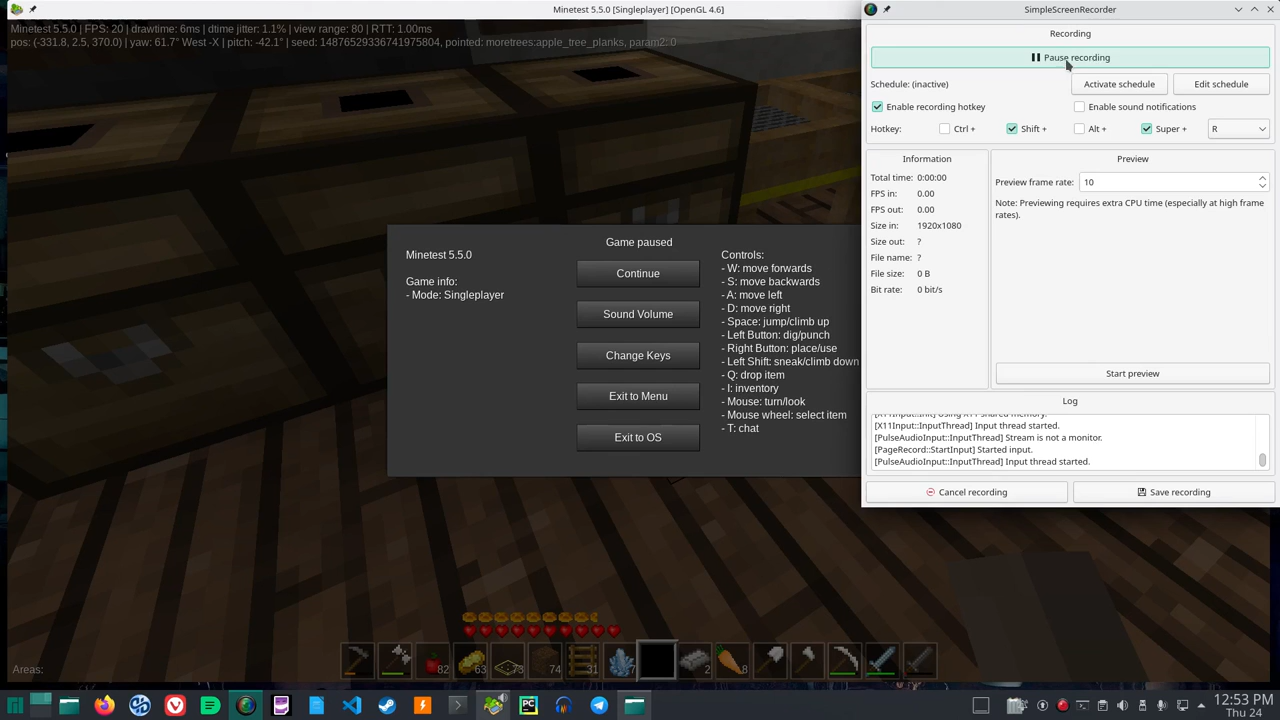 Minetest 5.5.0 [Singleplayer] [OpenGL 4.6]
Minetest 5.5.0 | FPS: 20 | drawtime: 6ms | dtime jitter: 1.1% | view range: 80 | RTT: 1.00ms
pos: (-331.8, 2.5, 370.0) | yaw: 61.7° West -X | pitch: -42.1° | seed: 14876529336741975804, pointed: moretrees:apple_tree_planks, param2: 0
Game paused
Minetest 5.5.0
Game info:
- Mode: Singleplayer
Continue
Sound Volume
Change Keys
Exit to Menu
Exit to OS
Controls:
- W: move forwards
- S: move backwards
- A: move left
- D: move right
- Space: jump/climb up
- Left Button: dig/punch
- Right Button: place/use
- Left Shift: sneak/climb down
- Q: drop item
- I: inventory
- Mouse: turn/look
- Mouse wheel: select item
- T: chat
Areas:
82
63
73
74
31
2
8
SimpleScreenRecorder
Recording
Pause recording
Schedule: (inactive)
Activate schedule
Edit schedule
Enable recording hotkey
Enable sound notifications
Hotkey:
Ctrl +
Shift +
Alt +
Super +
R
Information
Total time: 0:00:00
FPS in: 0.00
FPS out: 0.00
Size in: 1920x1080
Size out: ?
File name: ?
File size: 0 B
Bit rate: 0 bit/s
Preview
Preview frame rate: 10
Note: Previewing requires extra CPU time (especially at high frame
rates).
Start preview
Log
[X11Input::Init] Using X11 shared memory.
[X11Input::InputThread] Input thread started.
[PulseAudioInput::InputThread] Stream is not a monitor.
[PageRecord::StartInput] Started input.
[PulseAudioInput::InputThread] Input thread started.
Cancel recording
Save recording
12:53 PM
Thu 24